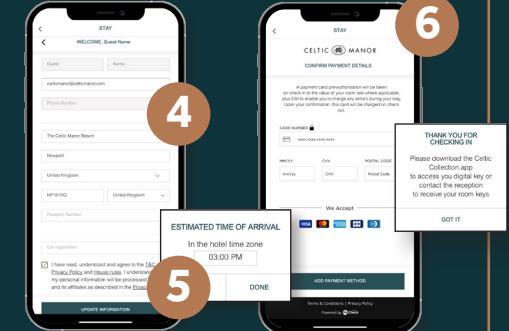 STAY
WELCOME, Guest Name
Guest
Name
celticmanor@celticmanor.com
Phone Number
The Celtic Manor Resort
Newport
United Kingdom
NP181HQ
United Kingdom
Passport Number
Car registration
I have read, understood and agree to the T&C
Privacy Policy and House rules. I understand
my personal information will be processed
and its affiliates as described in the Privacy
UPDATE INFORMATION
4
ESTIMATED TIME OF ARRIVAL
In the hotel time zone
03:00 PM
DONE
5
STAY
CELTIC MANOR
CONFIRM PAYMENT DETAILS
A payment card pre-authorisation will be taken
on check in to the value of your room rate where applicable,
plus £50 to enable you to charge any extra's during your stay.
Upon your confirmation, this card will be charged on check
out.
CARD NUMBER
xxxx xxxx xxxx xxxx
MM/YY
CVV
POSTAL CODE
mm/yy
CVV
Postal Code
We Accept
VISA
ADD PAYMENT METHOD
Terms & Conditions | Privacy Policy
Powered by
6
THANK YOU FOR
CHECKING IN
Please download the Celtic
Collection app
to access you digital key or
contact the reception
to receive your room keys
GOT IT